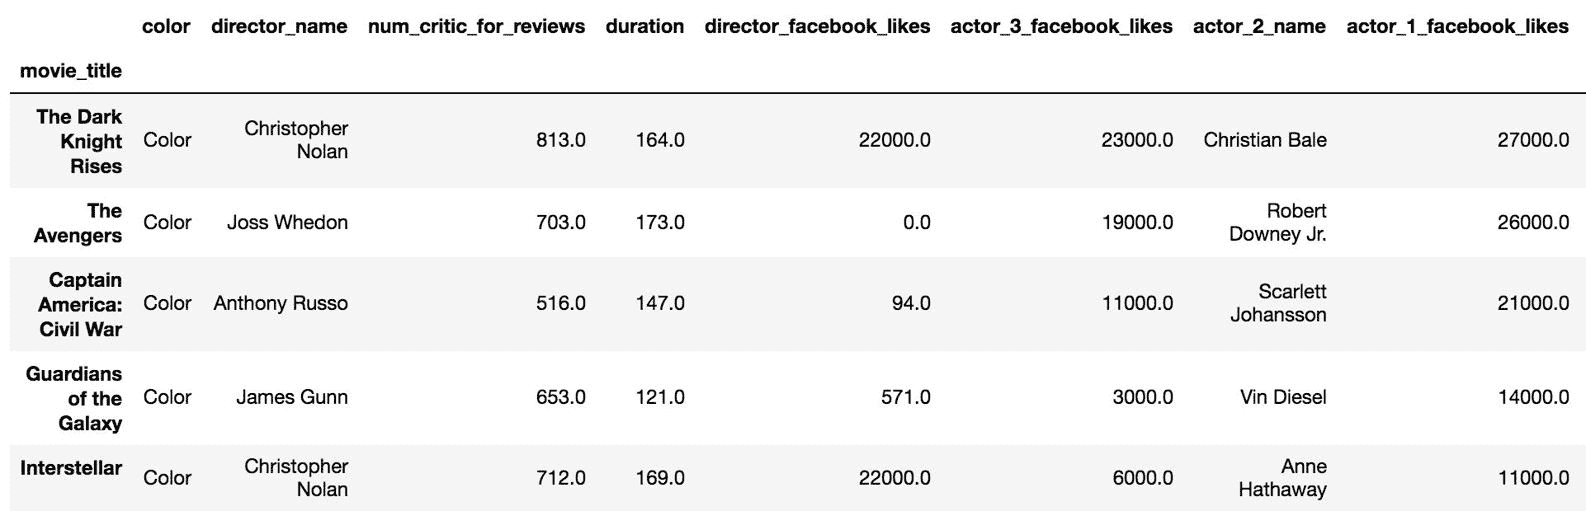 color director_name num_critic_for_reviews duration director_facebook_likes actor_3_facebook_likes actor_2_name actor_1_facebook_likes
movie_title
The Dark
Knight
Rises
Color
Christopher
Nolan
813.0 164.0 22000.0 23000.0 Christian Bale 27000.0
The
Avengers
Color Joss Whedon 703.0 173.0 0.0 19000.0
Robert
Downey Jr.
26000.0
Captain
America:
Civil War
Color Anthony Russo 516.0 147.0 94.0 11000.0
Scarlett
Johansson
21000.0
Guardians
of the
Galaxy
Color James Gunn 653.0 121.0 571.0 3000.0 Vin Diesel 14000.0
Interstellar
Color
Christopher
Nolan
712.0 169.0 22000.0 6000.0
Anne
Hathaway
11000.0